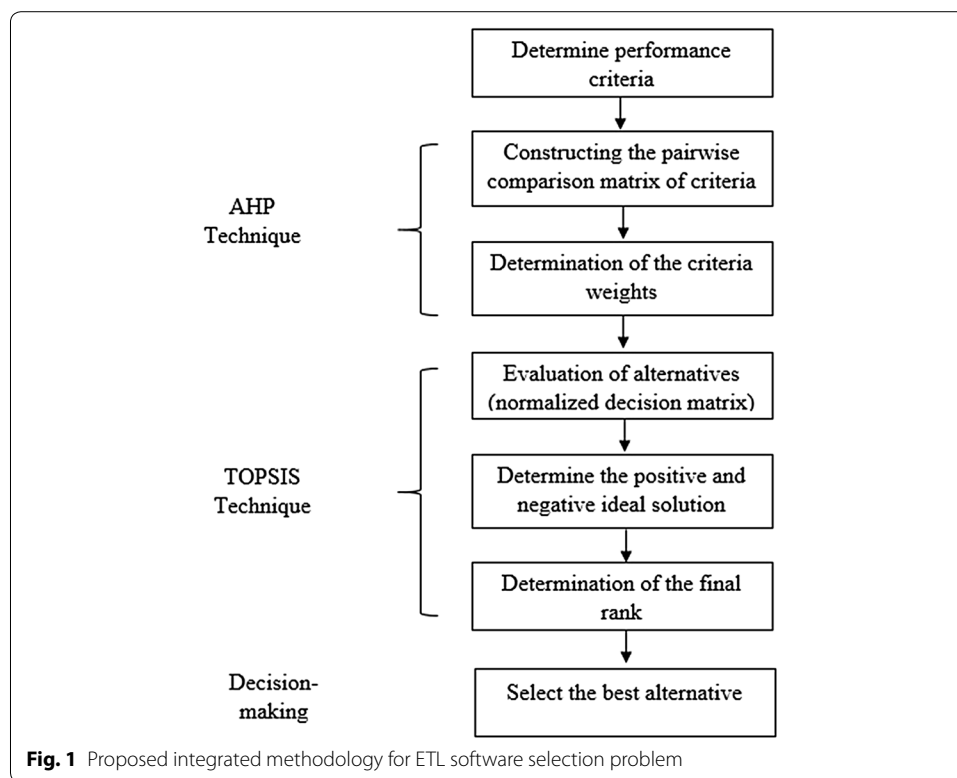 Determine performance
criteria
Constructing the pairwise
comparison matrix of criteria
AHP
Technique
Determination of the criteria
weights
Evaluation of alternatives
(normalized decision matrix)
TOPSIS
Technique
Determine the positive and
negative ideal solution
Determination of the final
rank
Decision-
making
Select the best alternative
Fig. 1 Proposed integrated methodology for ETL software selection problem